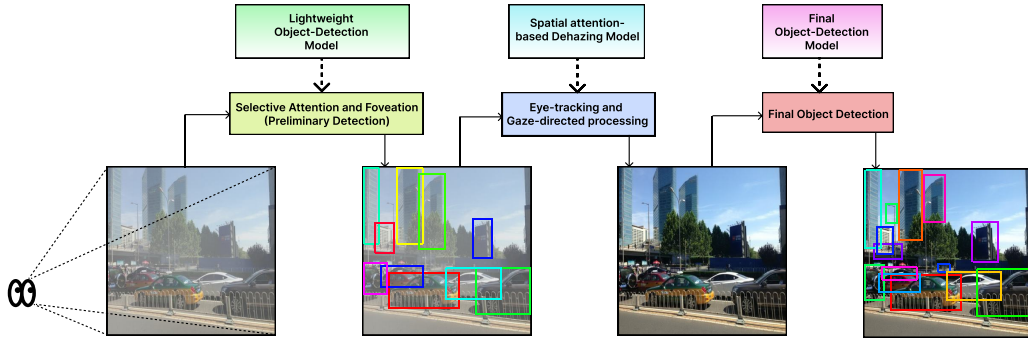 Lightweight
Object-Detection
Model
Spatial attention-
based Dehazing Model
Final
Object-Detection
Model
Selective Attention and Foveation
(Preliminary Detection)
Eye-tracking and
Gaze-directed processing
Final Object Detection